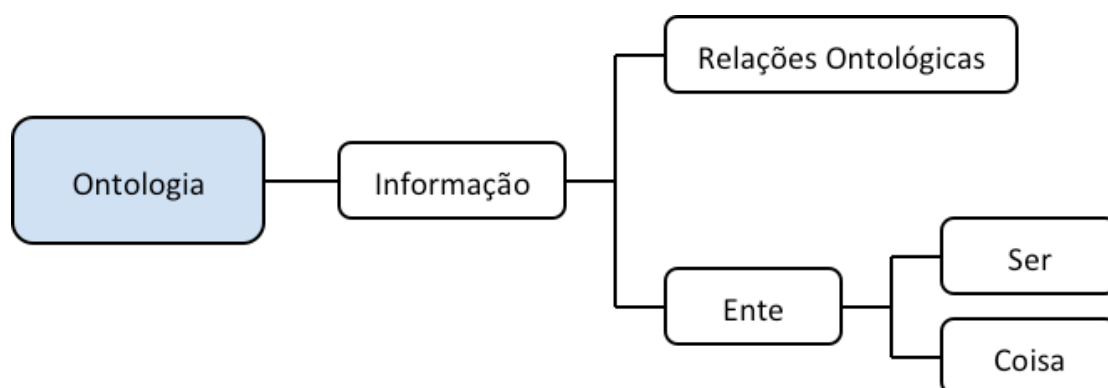 Ontologia
Informação
Relações Ontológicas
Ente
Ser
Coisa